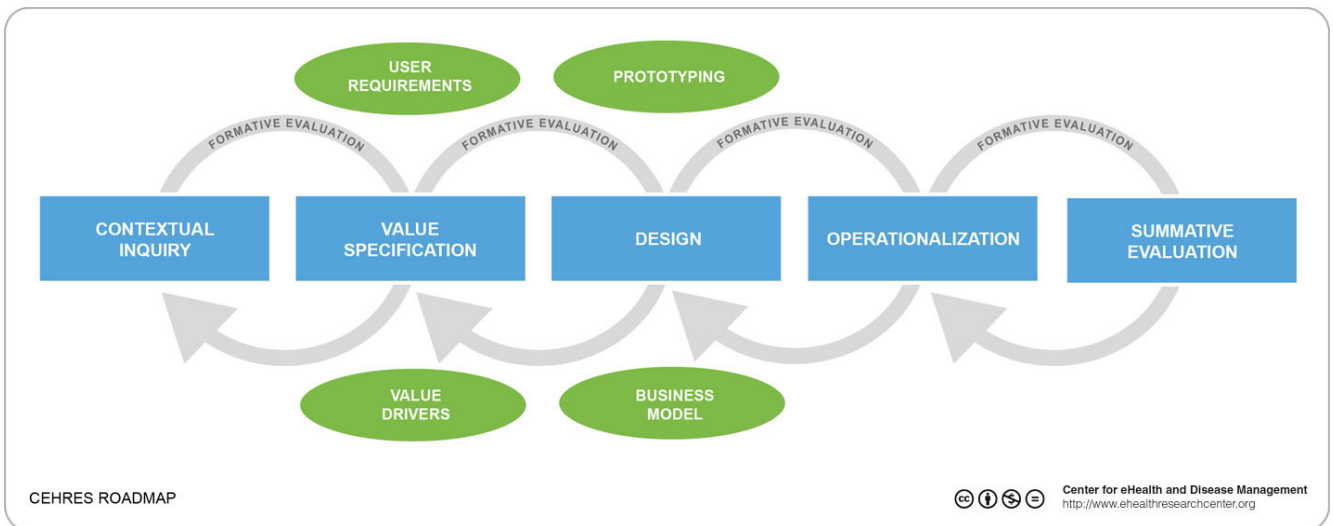 USER
REQUIREMENTS
PROTOTYPING
FORMATIVE EVALUATION
FORMATIVE EVALUATION
FORMATIVE EVALUATION
FORMATIVE EVALUATION
CONTEXTUAL
INQUIRY
VALUE
SPECIFICATION
DESIGN
OPERATIONALIZATION
SUMMATIVE
EVALUATION
VALUE
DRIVERS
BUSINESS
MODEL
CEHRES ROADMAP
cc
Center for eHealth and Disease Management
http://www.ehealthresearchcenter.org